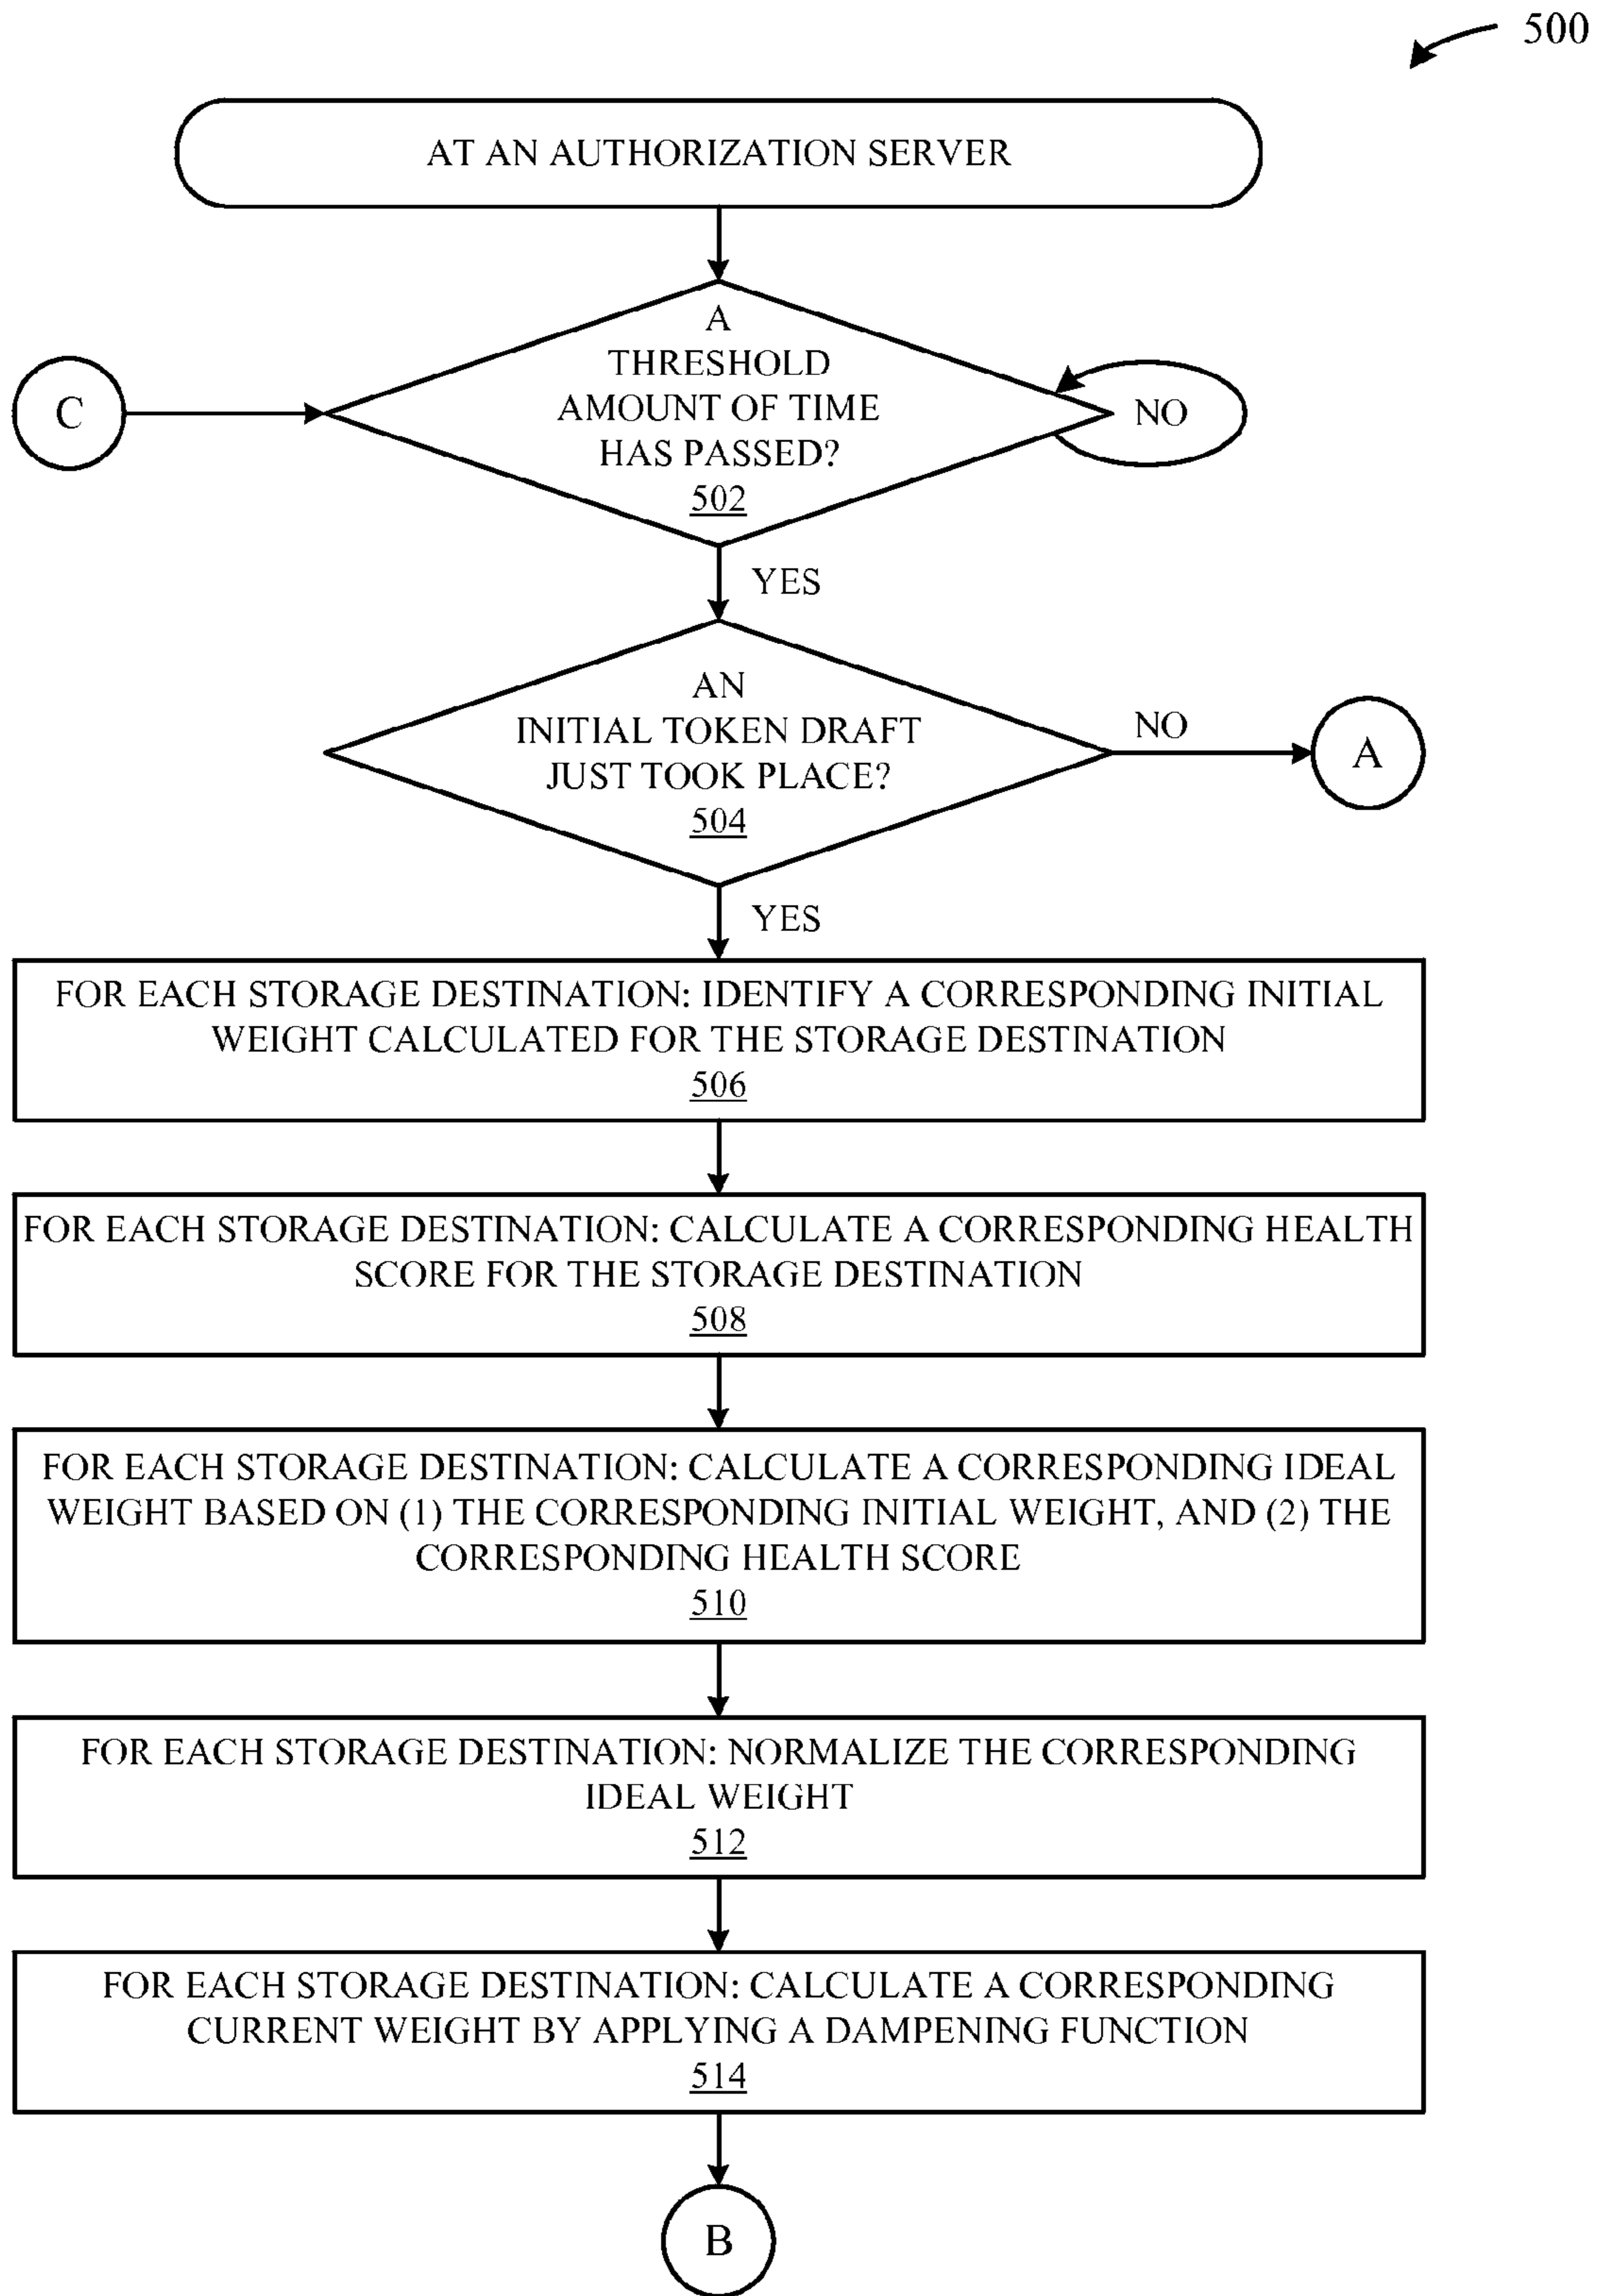 500
AT AN AUTHORIZATION SERVER
A
THRESHOLD
AMOUNT OF TIME
HAS PASSED?
502
C
NO
YES
AN
INITIAL TOKEN DRAFT
JUST TOOK PLACE?
504
NO
A
YES
FOR EACH STORAGE DESTINATION: IDENTIFY A CORRESPONDING INITIAL
WEIGHT CALCULATED FOR THE STORAGE DESTINATION
506
FOR EACH STORAGE DESTINATION: CALCULATE A CORRESPONDING HEALTH
SCORE FOR THE STORAGE DESTINATION
508
FOR EACH STORAGE DESTINATION: CALCULATE A CORRESPONDING IDEAL
WEIGHT BASED ON (1) THE CORRESPONDING INITIAL WEIGHT, AND (2) THE
CORRESPONDING HEALTH SCORE
510
FOR EACH STORAGE DESTINATION: NORMALIZE THE CORRESPONDING
IDEAL WEIGHT
512
FOR EACH STORAGE DESTINATION: CALCULATE A CORRESPONDING
CURRENT WEIGHT BY APPLYING A DAMPENING FUNCTION
514
B